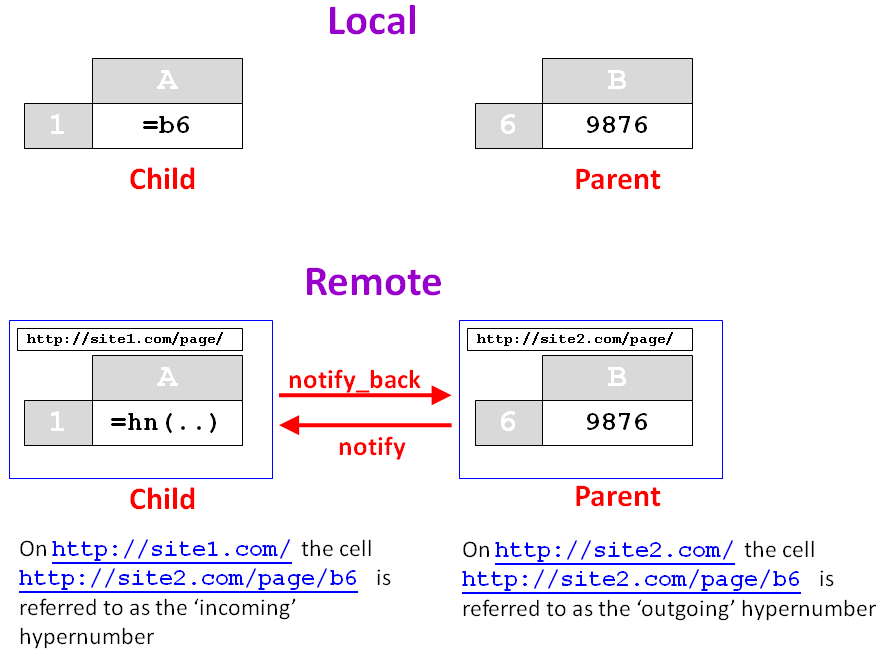 Local
A B
1 =b6 6 9876
Child Parent
Remote
http://site1.com/page/ http://site2.com/page/
A B
notify_back
1 =hn(..) 6 9876
notify
Child Parent
On http://site1.com/ the cell
http://site2.com/page/b6 is
referred to as the ‘incoming’
hypernumber
On http://site2.com/ the cell
http://site2.com/page/b6 is
referred to as the ‘outgoing’ hypernumber